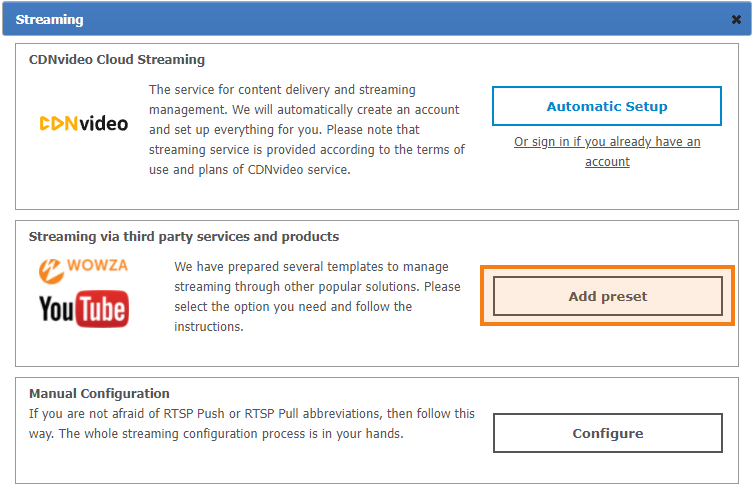 Streaming
CDNvideo Cloud Streaming
CDNvideo
The service for content delivery and streaming
management. We will automatically create an account
and set up everything for you. Please note that
streaming service is provided according to the terms of
use and plans of CDNvideo service.
Automatic Setup
Or sign in if you already have an
account
Streaming via third party services and products
WOWZA
YouTube
We have prepared several templates to manage
streaming through other popular solutions. Please
select the option you need and follow the
instructions.
Add preset
Manual Configuration
If you are not afraid of RTSP Push or RTSP Pull abbreviations, then follow this
way. The whole streaming configuration process is in your hands.
Configure